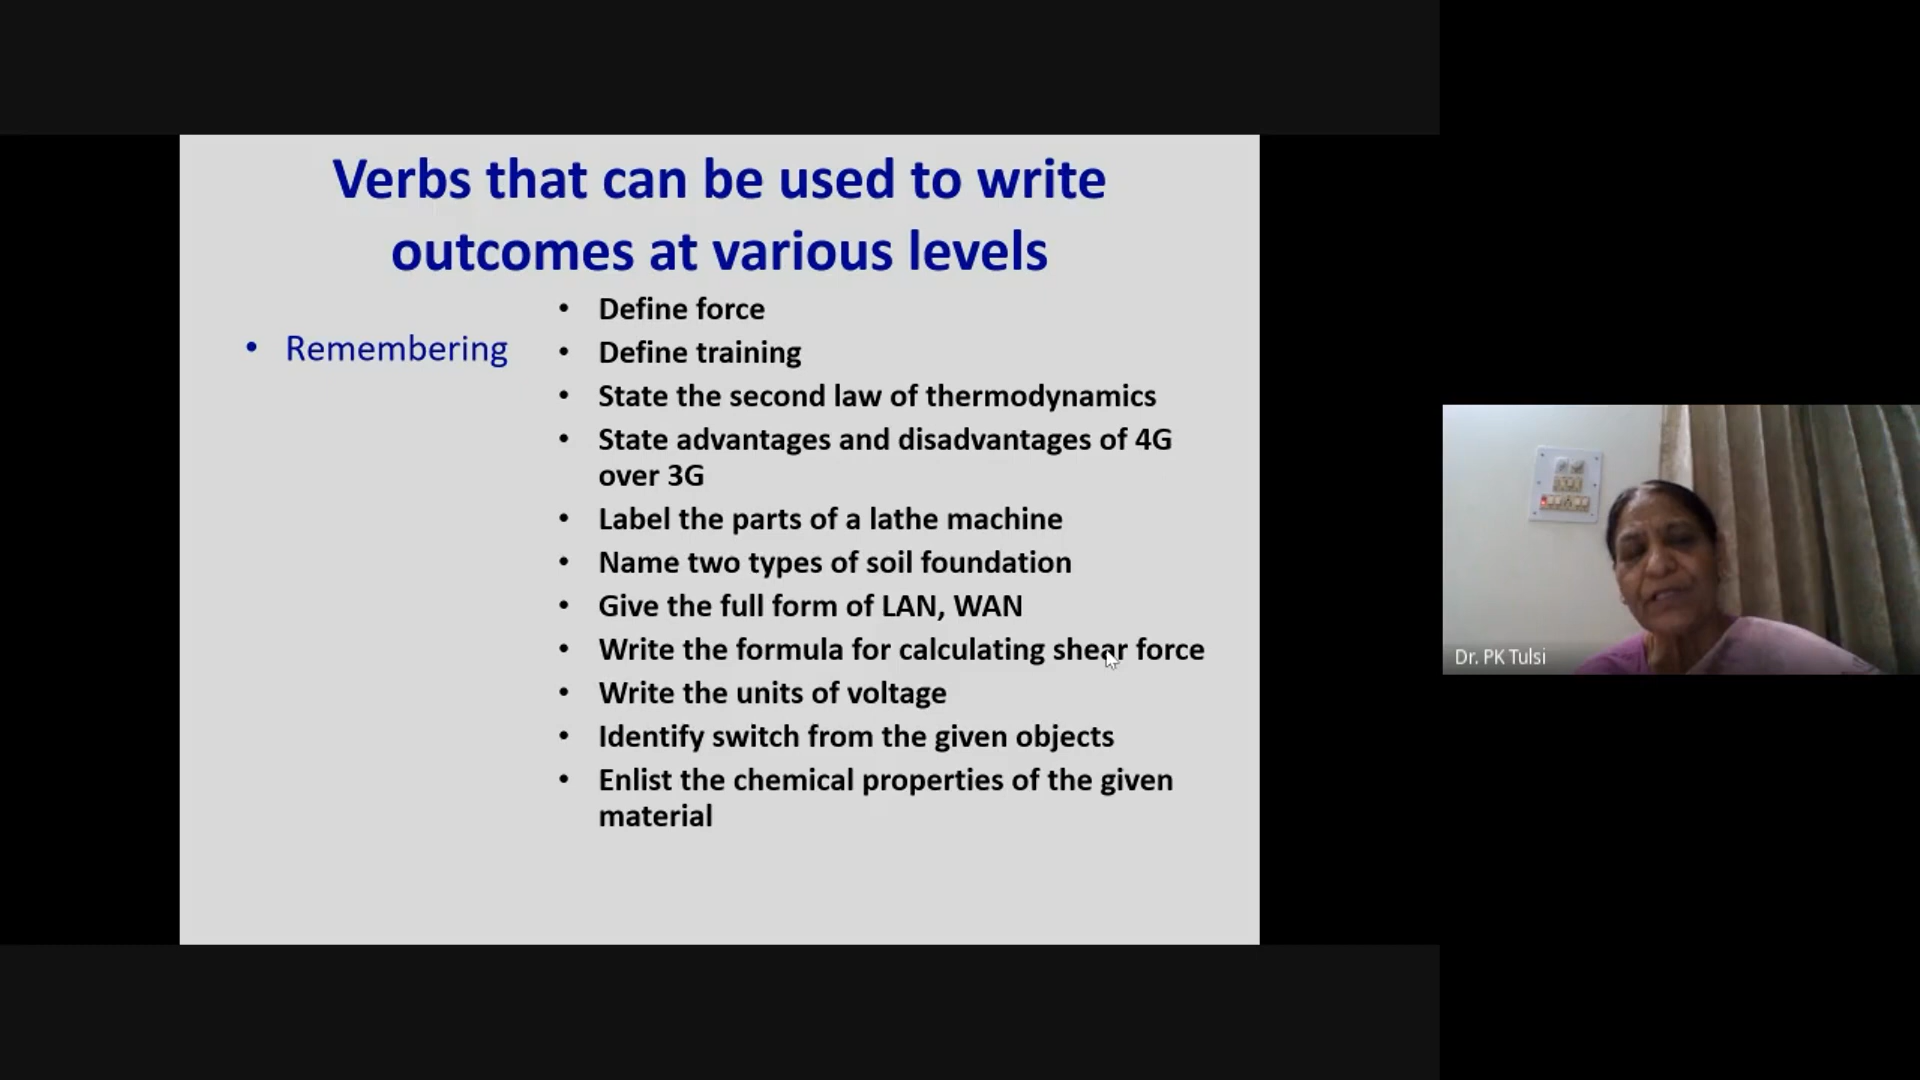 Verbs that can be used to write
outcomes at various levels
• Remembering
• Define force
• Define training
• State the second law of thermodynamics
• State advantages and disadvantages of 4G
over 3G
• Label the parts of a lathe machine
• Name two types of soil foundation
• Give the full form of LAN, WAN
• Write the formula for calculating shear force
• Write the units of voltage
• Identify switch from the given objects
• Enlist the chemical properties of the given
material
Dr. PK Tulsi